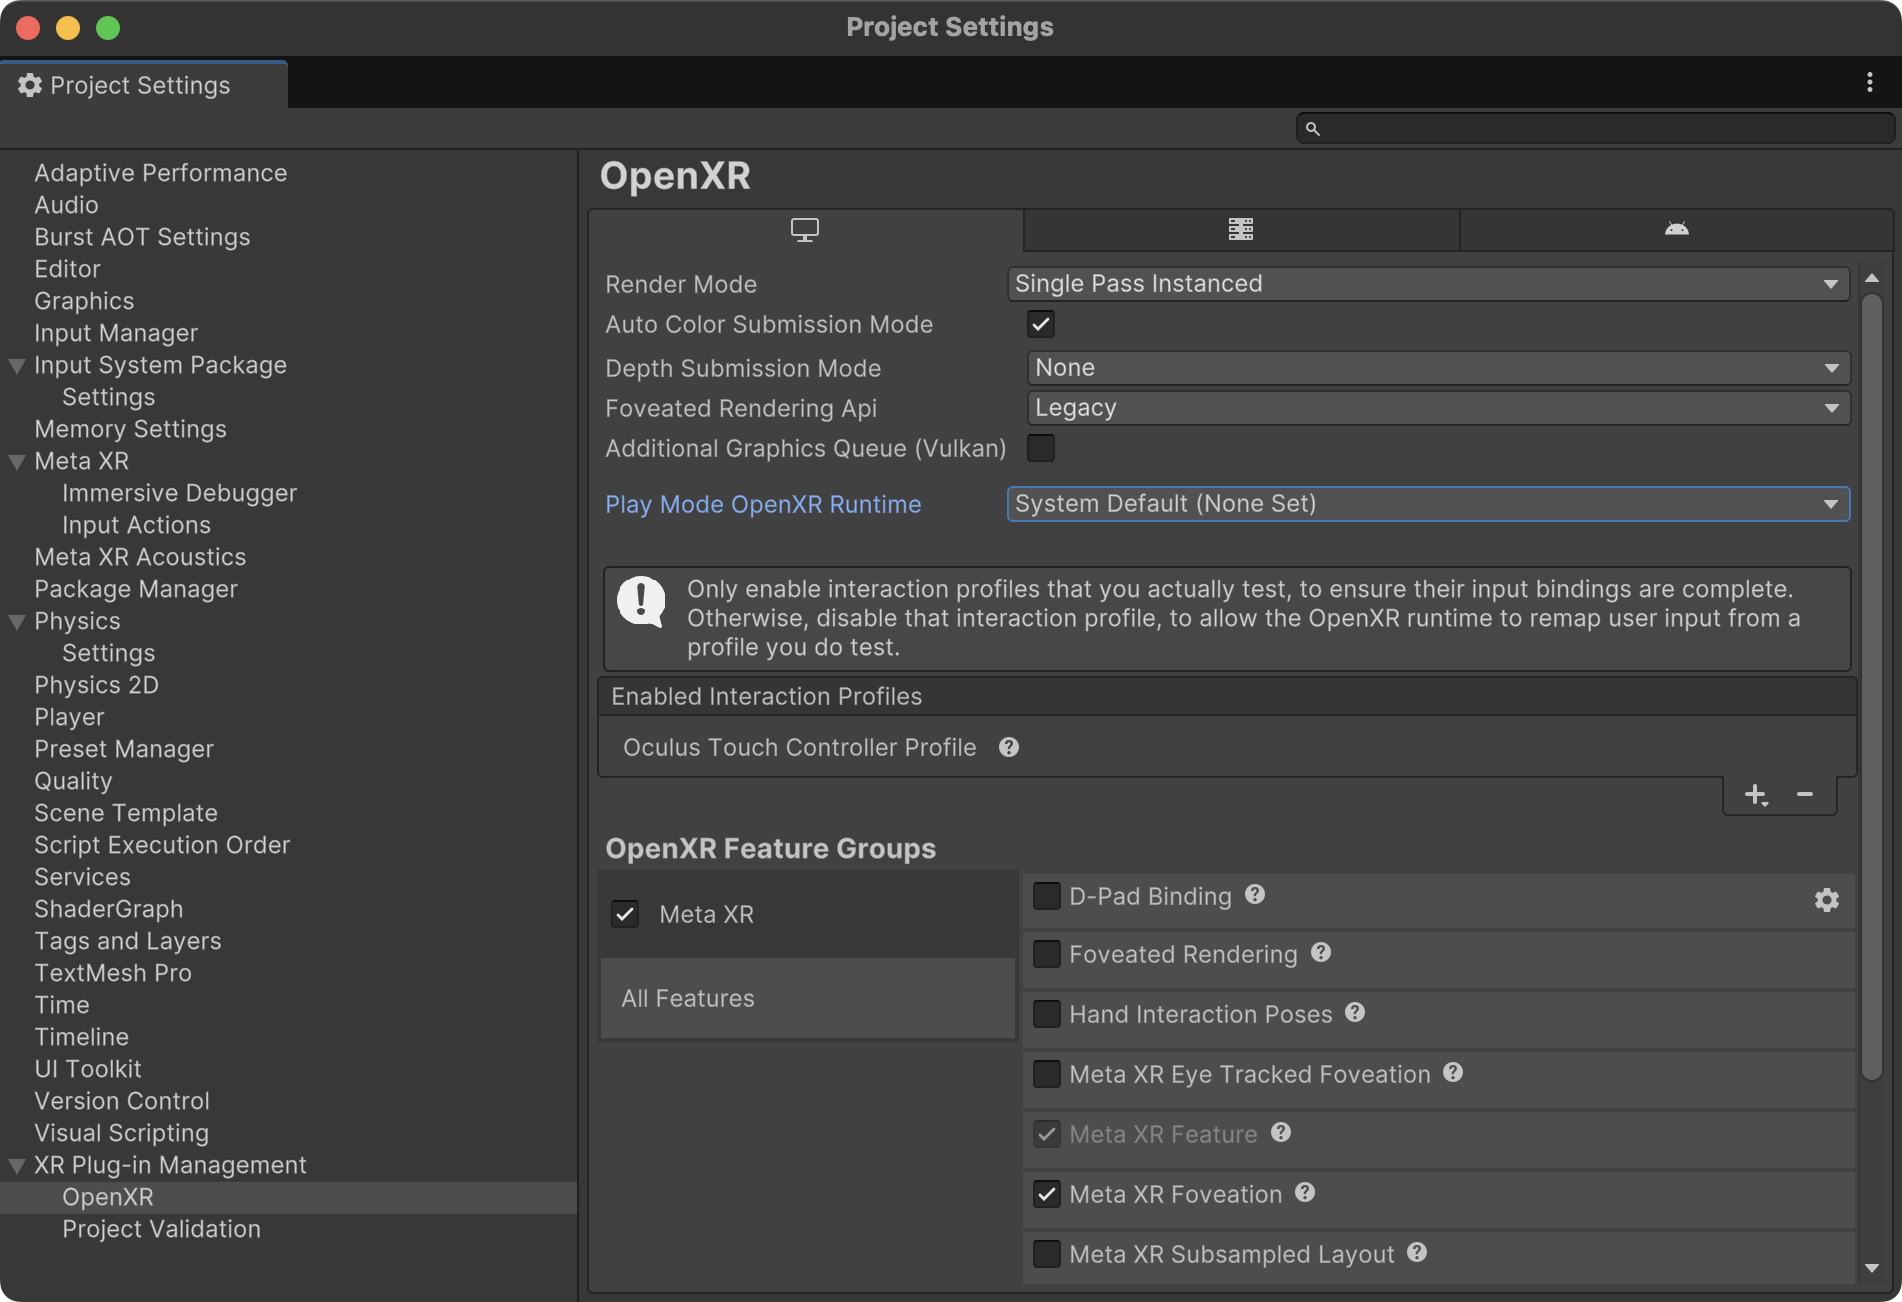 Project Settings
Project Settings
Adaptive Performance
Audio
Burst AOT Settings
Editor
Graphics
Input Manager
Input System Package
Settings
Memory Settings
Meta XR
Immersive Debugger
Input Actions
Meta XR Acoustics
Package Manager
Physics
Settings
Physics 2D
Player
Preset Manager
Quality
Scene Template
Script Execution Order
Services
ShaderGraph
Tags and Layers
TextMesh Pro
Time
Timeline
UI Toolkit
Version Control
Visual Scripting
XR Plug-in Management
OpenXR
Project Validation
OpenXR
Render Mode Single Pass Instanced
Auto Color Submission Mode
Depth Submission Mode None
Foveated Rendering Api Legacy
Additional Graphics Queue (Vulkan)
Play Mode OpenXR Runtime System Default (None Set)
Only enable interaction profiles that you actually test, to ensure their input bindings are complete.
Otherwise, disable that interaction profile, to allow the OpenXR runtime to remap user input from a
profile you do test.
Enabled Interaction Profiles
Oculus Touch Controller Profile
OpenXR Feature Groups
Meta XR
All Features
D-Pad Binding
Foveated Rendering
Hand Interaction Poses
Meta XR Eye Tracked Foveation
Meta XR Feature
Meta XR Foveation
Meta XR Subsampled Layout